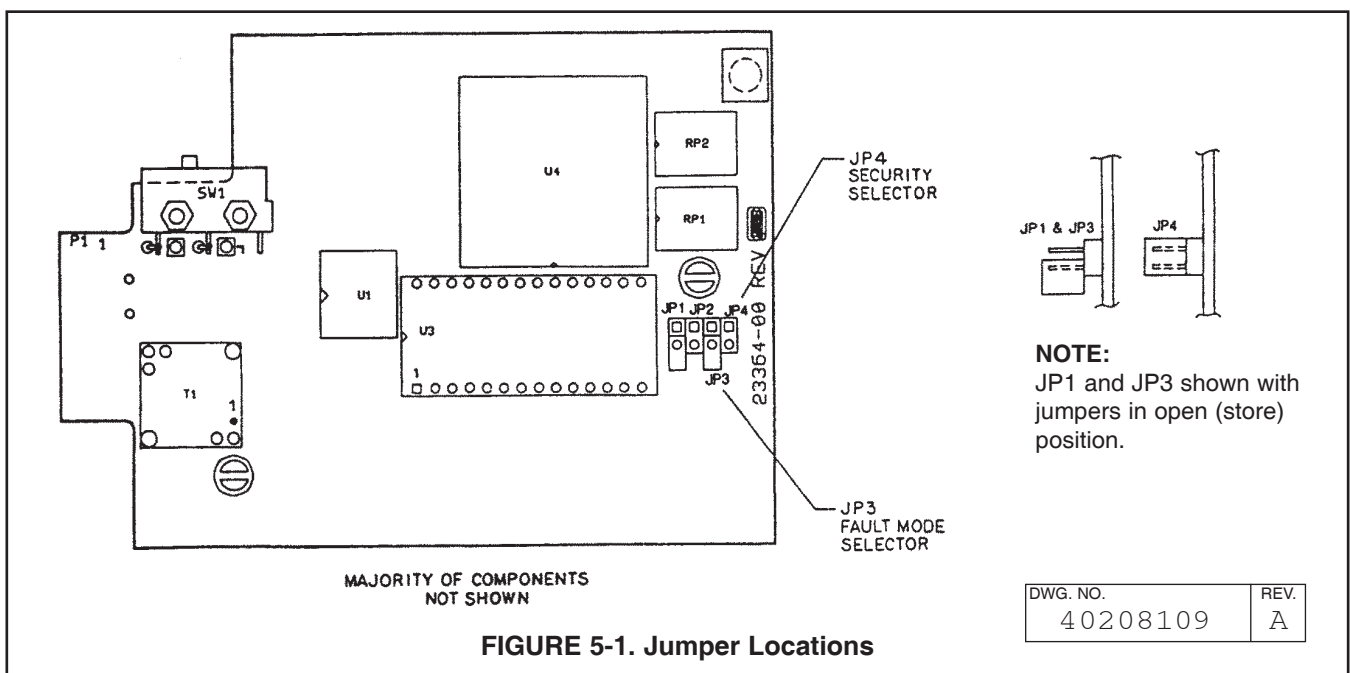 SW1
P1 1
U4
RP2
RP1
JP4
SECURITY
SELECTOR
U1
U3
1
JP1 JP2 JP4
JP3
23364-00 REV
T1
1
JP3
FAULT MODE
SELECTOR
MAJORITY OF COMPONENTS
NOT SHOWN
JP1 & JP3
JP4
NOTE:
JP1 and JP3 shown with
jumpers in open (store)
position.
DWG. NO.
40208109
REV.
A
FIGURE 5-1. Jumper Locations